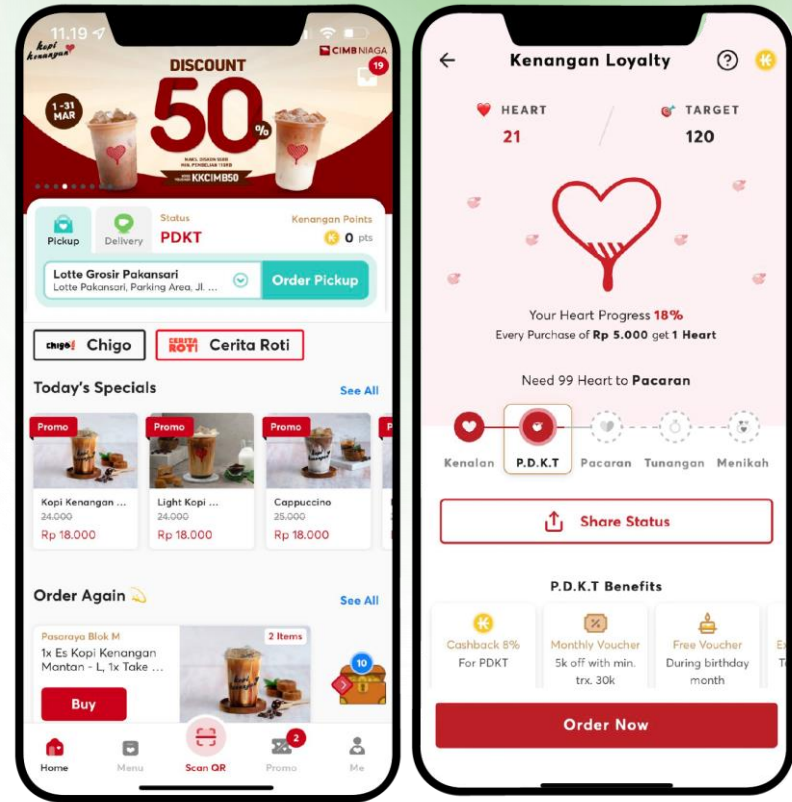 11.19
kopi
kenangan
CIMB NIAGA
19
DISCOUNT
50%
1-31
MAR
KKCIMB50
Pickup
Delivery
Status
PDKT
Kenangan Points
0 pts
Lotte Grosir Pakansari
Lotte Pakansari, Parking Area, Jl. ...
Order Pickup
chigo! Chigo
CERITA
ROTI
Cerita Roti
Today's Specials
See All
Promo
Promo
Promo
P
Kopi Kenangan ...
24.000
Rp 18.000
Light Kopi ...
24.000
Rp 18.000
Cappuccino
25.000
Rp 18.000
Order Again
See All
Pasaraya Blok M
2 Items
1x Es Kopi Kenangan
Mantan - L, 1x Take ...
Buy
10
Home
Menu
Scan QR
2
Promo
Me
Kenangan Loyalty
?
K
HEART
21
TARGET
120
Your Heart Progress 18%
Every Purchase of Rp 5.000 get 1 Heart
Need 99 Heart to Pacaran
Kenalan
P.D.K.T
Pacaran
Tunangan
Menikah
Share Status
P.D.K.T Benefits
Cashback 8%
For PDKT
Monthly Voucher
5k off with min.
trx. 30k
Free Voucher
During birthday
month
Order Now